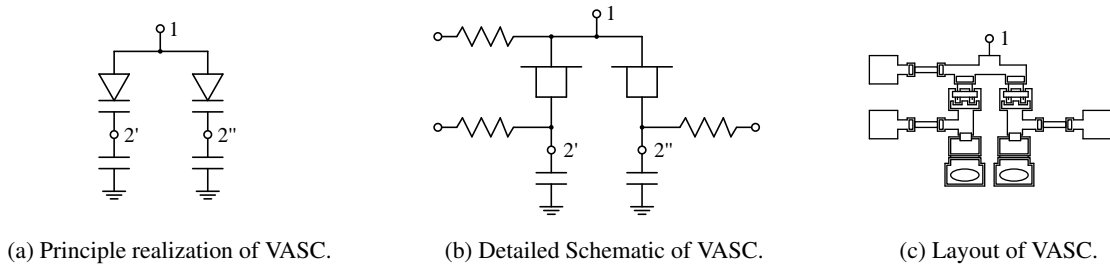 1
2'
2"
(a) Principle realization of VASC.
1
2'
2"
(b) Detailed Schematic of VASC.
1
(c) Layout of VASC.